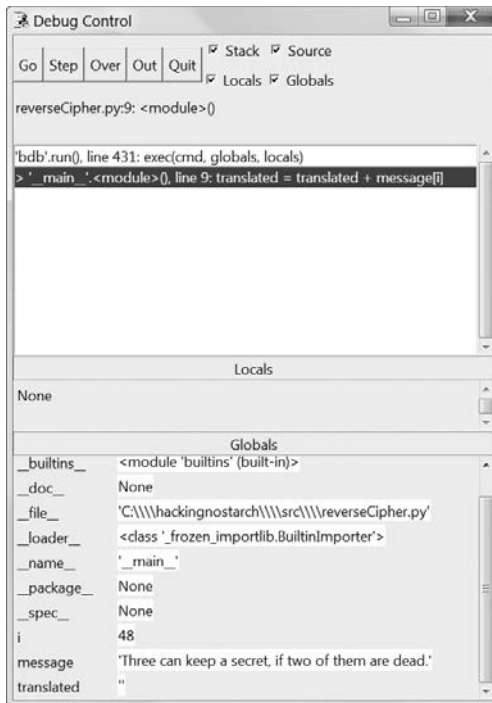 Debug Control
Go Step Over Out Quit Stack Source
Locals Globals
reverseCipher.py:9: <module>()
'bdb'.run(), line 431: exec(cmd, globals, locals)
> '__main__'.<module>(), line 9: translated = translated + message[i]
Locals
None
Globals
__builtins__ <module 'builtins' (built-in)>
__doc__ None
__file__ 'C:\\\\hackingnostarch\\\\src\\\\reverseCipher.py'
__loader__ <class '_frozen_importlib.BuiltinImporter'>
__name__ '__main__'
__package__ None
__spec__ None
i 48
message 'Three can keep a secret, if two of them are dead.'
translated ''